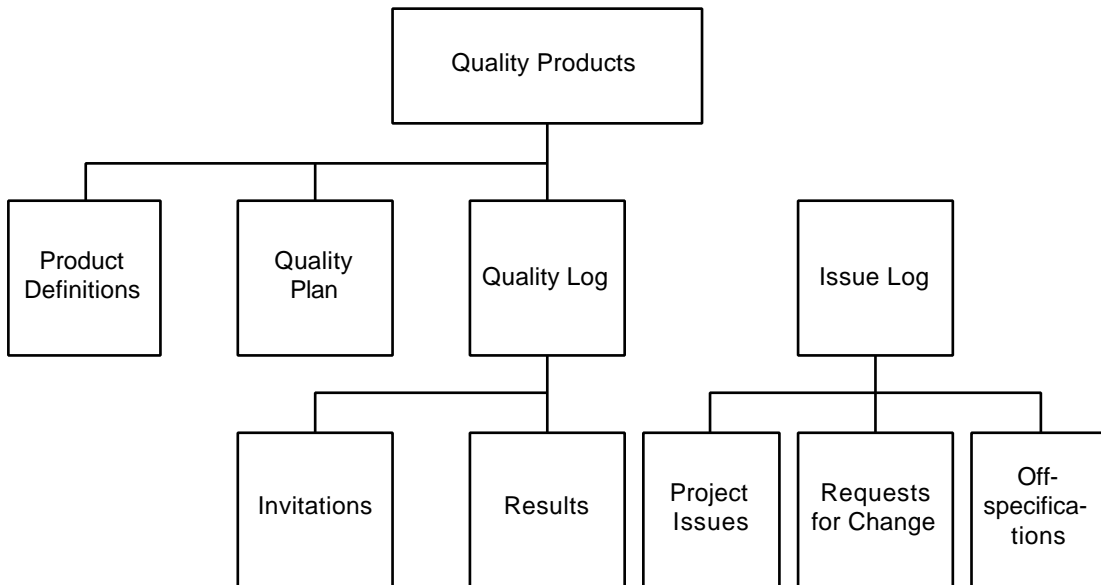 Quality Products
Product
Definitions
Quality
Plan
Quality Log
Issue Log
Invitations
Results
Project
Issues
Requests
for Change
Off-
specifica-
tions